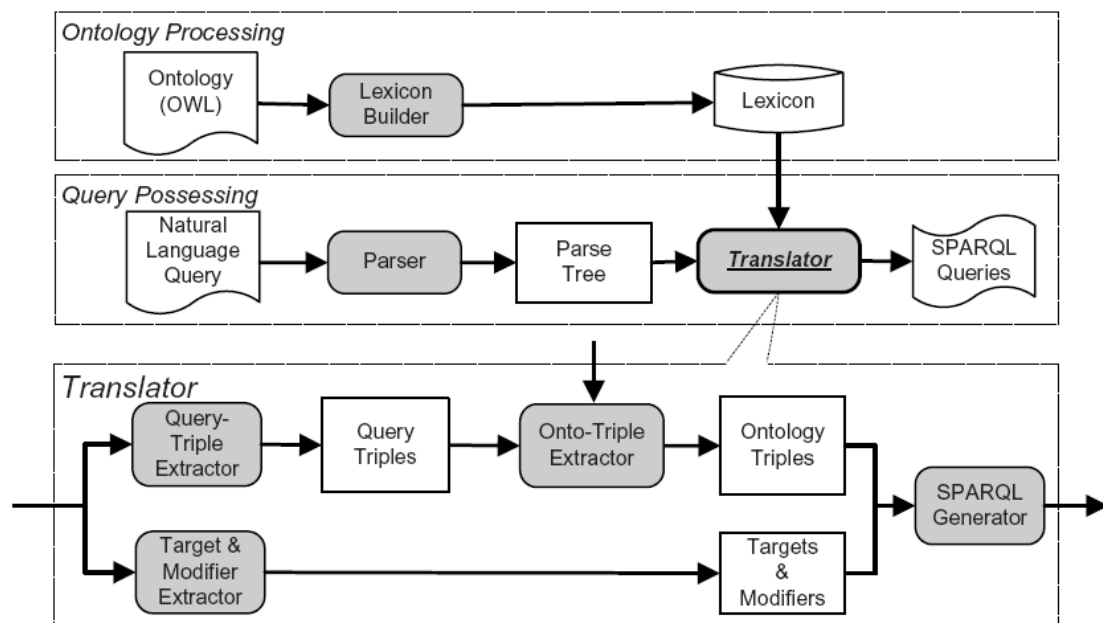 Ontology Processing
Ontology
(OWL)
Lexicon
Builder
Lexicon
Query Possessing
Natural
Language
Query
Parser
Parse
Tree
Translator
SPARQL
Queries
Translator
Query-
Triple
Extractor
Query
Triples
Onto-Triple
Extractor
Ontology
Triples
SPARQL
Generator
Target &
Modifier
Extractor
Targets
&
Modifiers